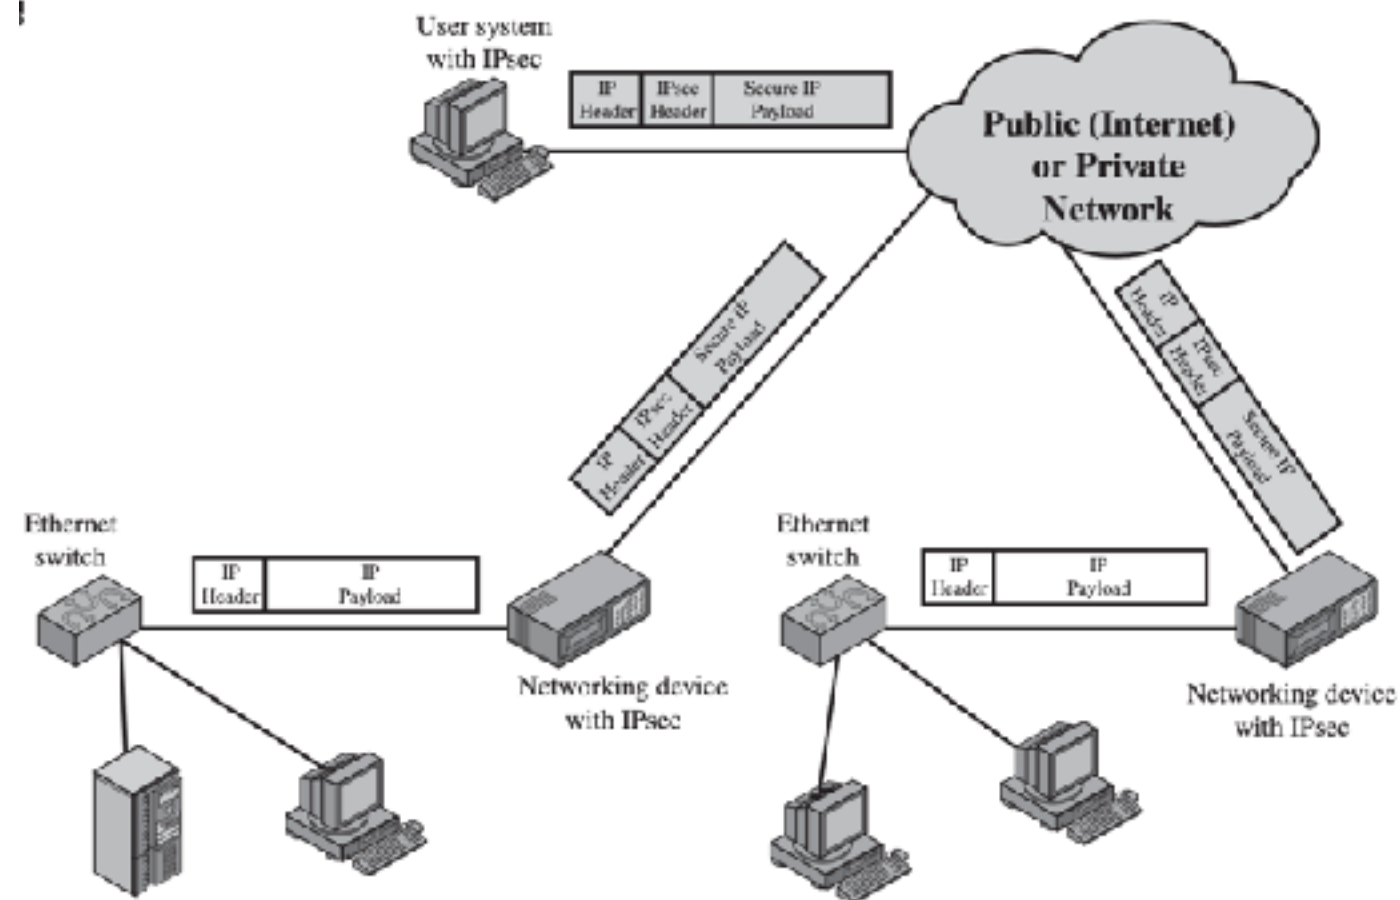 User system
with IPsec
IP
Header
IPsec
Header
Secure IP
Payload
Public (Internet)
or Private
Network
Secure IP
Payload
IPsec
Header
IP
Header
IP
Header
IPsec
Header
Secure IP
Payload
Ethernet
switch
IP
Header
IP
Payload
Ethernet
switch
IP
Header
IP
Payload
Networking device
with IPsec
Networking device
with IPsec